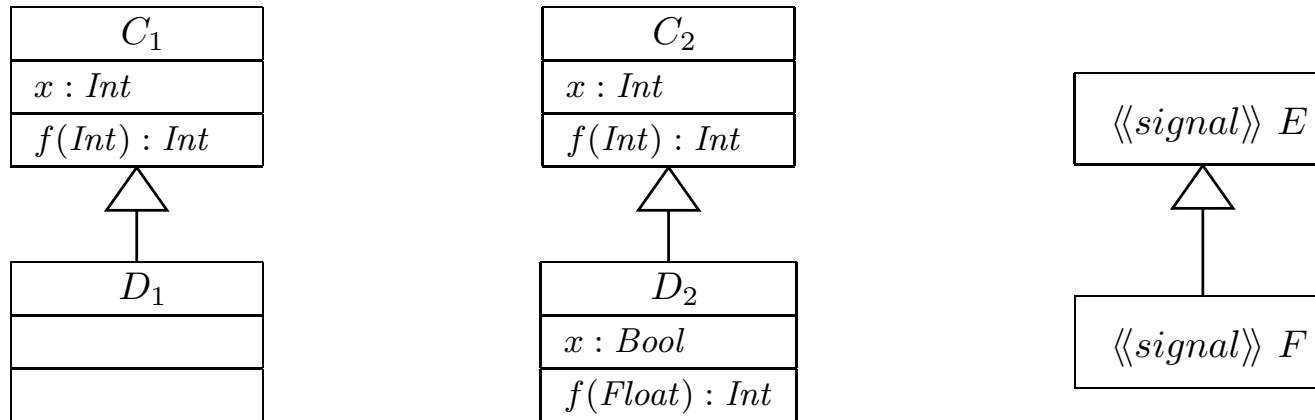 C₁
x : Int
f(Int) : Int
D₁
C₂
x : Int
f(Int) : Int
D₂
x : Bool
f(Float) : Int
⟪signal⟫ E
⟪signal⟫ F